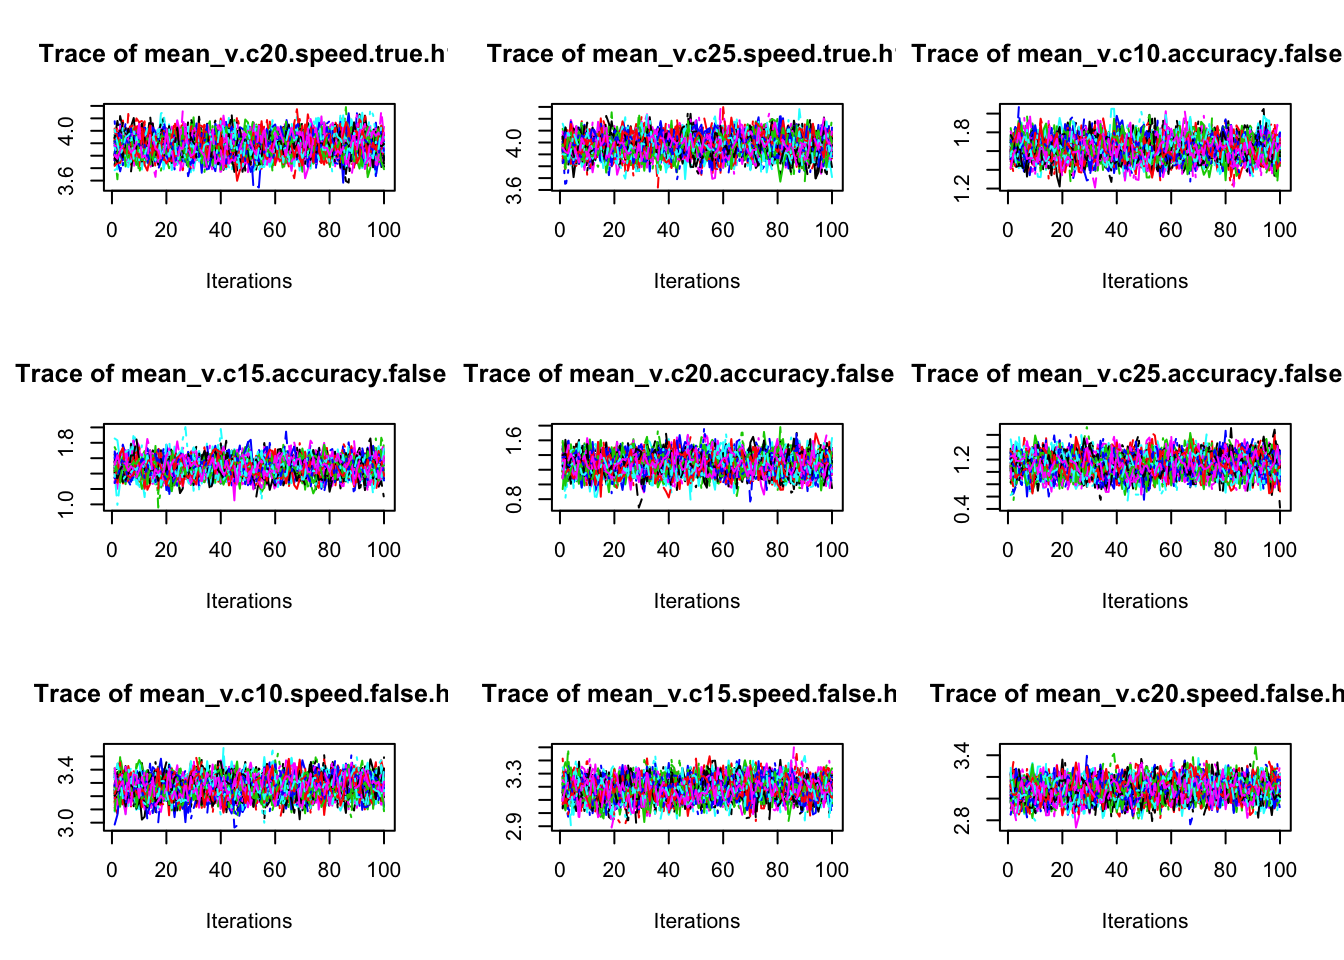 Trace of mean_v.c20.speed.true.h
Trace of mean_v.c25.speed.true.h
Trace of mean_v.c10.accuracy.false
3.6 4.0
3.6 4.0
1.2 1.8
0 20 40 60 80 100
0 20 40 60 80 100
0 20 40 60 80 100
Iterations
Iterations
Iterations
Trace of mean_v.c15.accuracy.false
Trace of mean_v.c20.accuracy.false
Trace of mean_v.c25.accuracy.false
1.0 1.8
0.8 1.6
0.4 1.2
0 20 40 60 80 100
0 20 40 60 80 100
0 20 40 60 80 100
Iterations
Iterations
Iterations
Trace of mean_v.c10.speed.false.h
Trace of mean_v.c15.speed.false.h
Trace of mean_v.c20.speed.false.h
3.0 3.4
2.9 3.3
2.8 3.4
0 20 40 60 80 100
0 20 40 60 80 100
0 20 40 60 80 100
Iterations
Iterations
Iterations